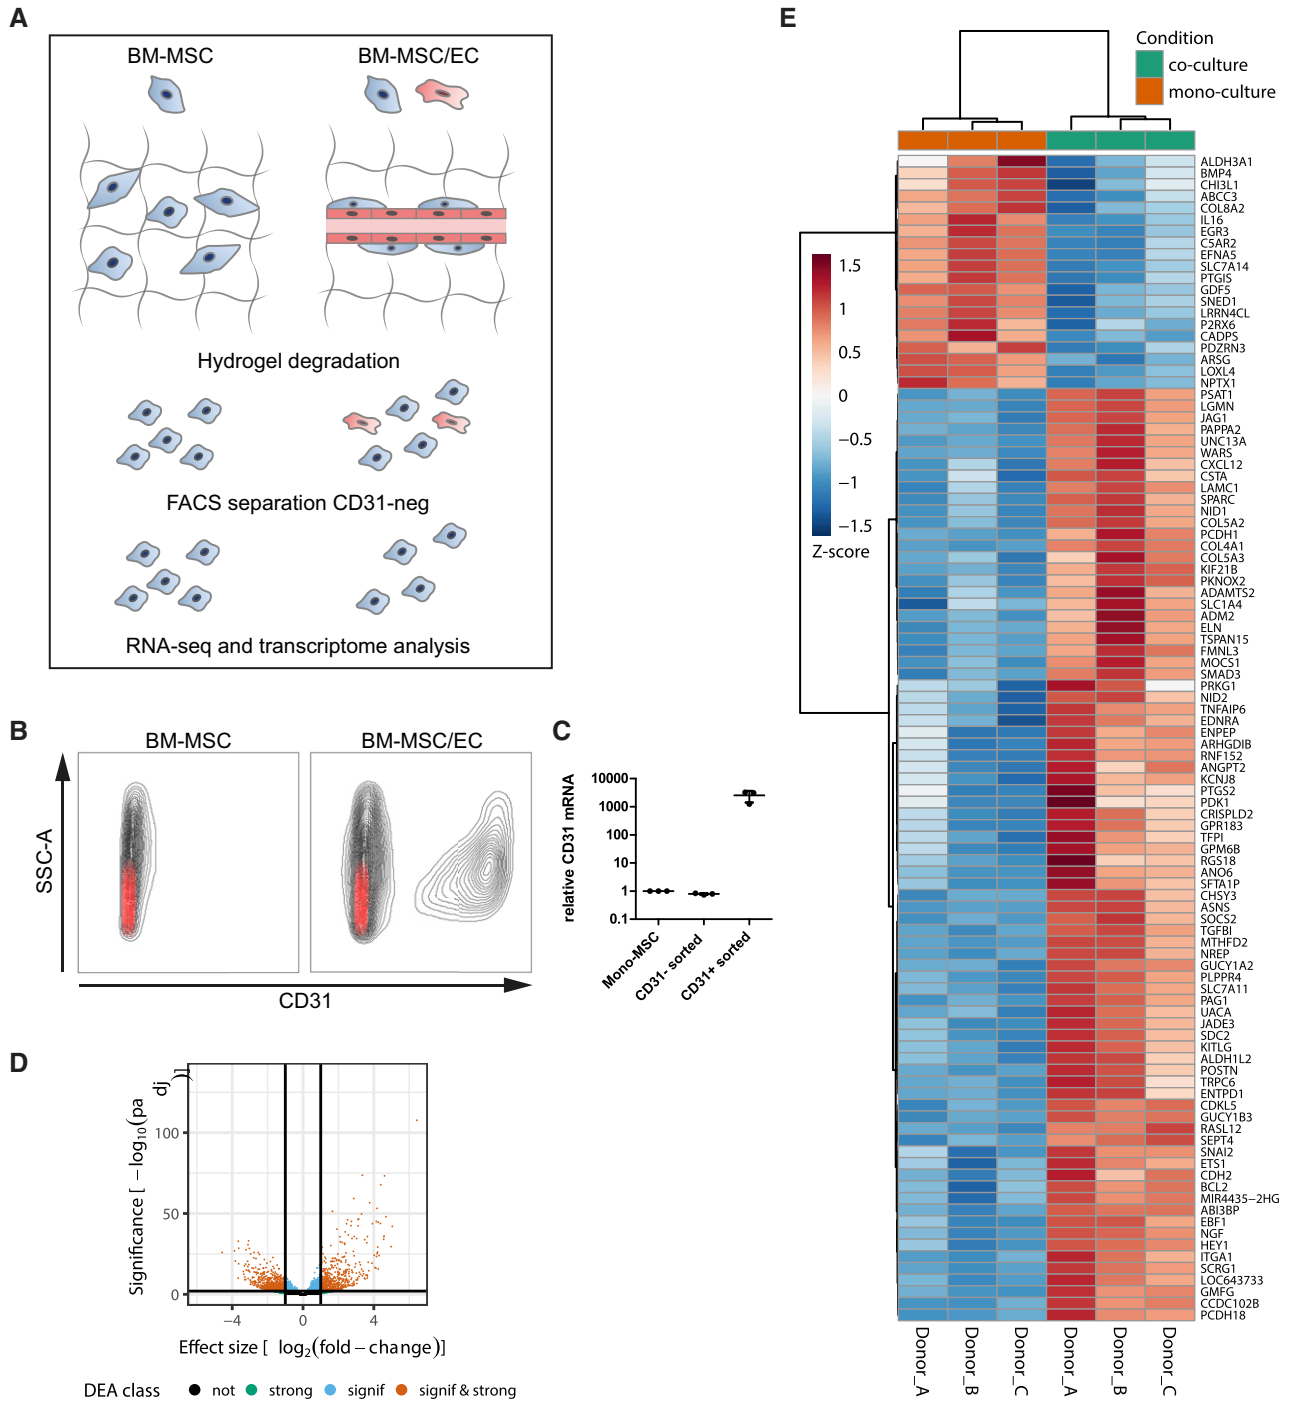 A
BM-MSC
BM-MSC/EC
Hydrogel degradation
FACS separation CD31-neg
RNA-seq and transcriptome analysis
B
BM-MSC
BM-MSC/EC
SSC-A
CD31
C
relative CD31 mRNA
10000
1000
100
10
1
0.1
Mono-MSC
CD31- sorted
CD31+ sorted
D
Significance [ −log10(pa
dj)]
100
50
0
−4
0
4
Effect size [ log2(fold−change)]
DEA class
not
strong
signif
signif & strong
E
Condition
co-culture
mono-culture
1.5
1
0.5
0
−0.5
−1
−1.5
Z-score
ALDH3A1
BMP4
CHI3L1
ABCC3
COL8A2
IL16
EGR3
C5AR2
EFNA5
SLC7A14
PTGIS
GDF5
SNED1
LRRN4CL
P2RX6
CADPS
PDZRN3
ARSG
LOXL4
NPTX1
PSAT1
LGMN
JAG1
PAPPA2
UNC13A
WARS
CXCL12
CSTA
LAMC1
SPARC
NID1
COL5A2
PCDH1
COL4A1
COL5A3
KIF21B
PKNOX2
ADAMTS2
SLC1A4
ADM2
ELN
TSPAN15
FMNL3
MOCS1
SMAD3
PRKG1
NID2
TNFAIP6
EDNRA
ENPEP
ARHGDIB
RNF152
ANGPT2
KCNJ8
PTGS2
PDK1
CRISPLD2
GPR183
TFPI
GPM6B
RGS18
ANO6
SFTA1P
CHSY3
ASNS
SOCS2
TGFBI
MTHFD2
NREP
GUCY1A2
PLPPR4
SLC7A11
PAG1
UACA
JADE3
SDC2
KITLG
ALDH1L2
POSTN
TRPC6
ENTPD1
CDKL5
GUCY1B3
RASL12
SEPT4
SNAI2
ETS1
CDH2
BCL2
MIR4435−2HG
ABI3BP
EBF1
NGF
HEY1
ITGA1
SCRG1
LOC643733
GMFG
CCDC102B
PCDH18
Donor_A
Donor_B
Donor_C
Donor_A
Donor_B
Donor_C